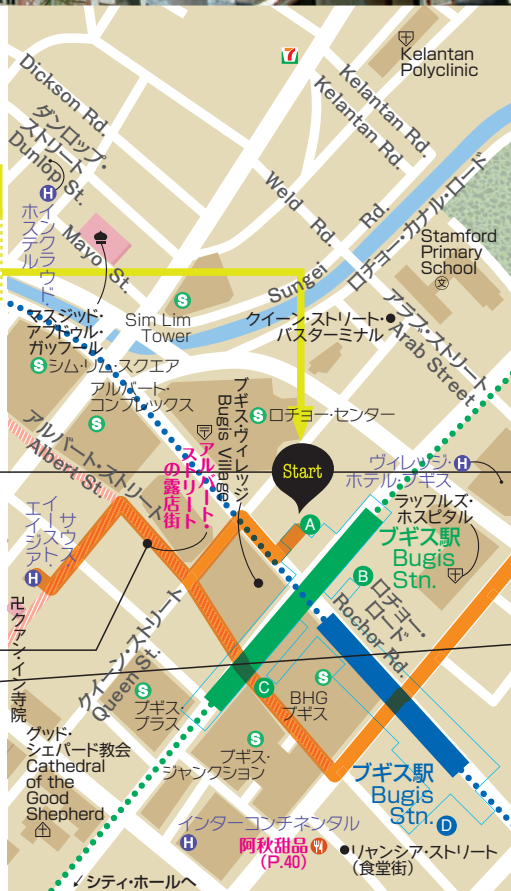 7
Kelantan
Polyclinic
Dickson Rd.
Kelantan Rd.
Kelantan Rd.
ダンロップ・
ストリート
Dunlop St.
Weld Rd.
H
インクラウド・
ホステル
Mayo St.
Sungei Rd.
ロチョー・カナル・ロード
Stamford
Primary
School
文
マスジッド・
アブドゥル・
ガッフール
S
Sim Lim
Tower
クイーン・ストリート・
バスターミナル
アラブ・ストリート
Arab Street
S シム・リム・スクエア
アルバート・
コンプレックス
S
ブギス・ヴィレッジ
Bugis Village
S ロチョー・センター
アルバート・ストリート
Albert St.
アルバート・
ストリート
の露店街
Start
ヴィレッジ・
ホテル・ブギス
H
ラッフルズ・
ホスピタル
サウス・
イースト・
エイジア・
H
A
ブギス駅
Bugis
Stn.
B
ロチョー・
ロード
Rochor Rd.
卍クァン・イン寺院
クイーン・ストリート
Queen St.
C
S
ブギス・
プラス
S
BHG
ブギス
グッド・
シェパード教会
Cathedral
of the
Good
Shepherd
S
ブギス・
ジャンクション
ブギス駅
Bugis
Stn.
D
インターコンチネンタル
H
阿秋甜品
(P.40)
リャンシア・ストリート
(食堂街)
↙シティ・ホールへ